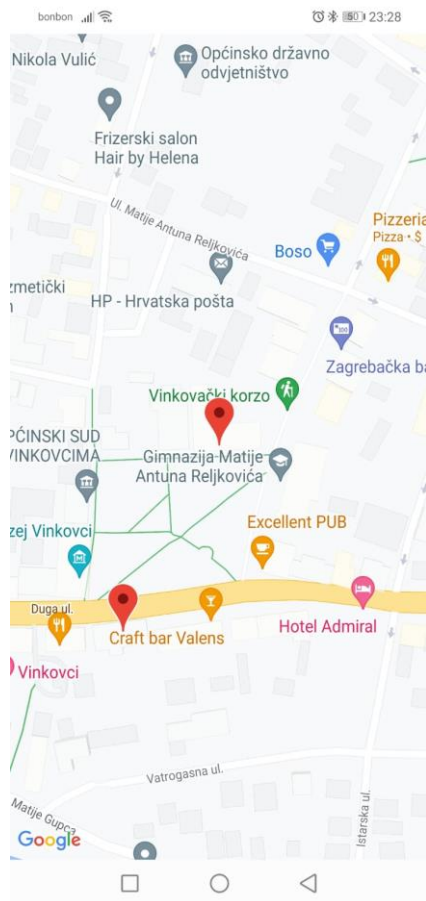 bonbon
50 23:28
Nikola Vulić
Općinsko državno
odvjetništvo
Frizerski salon
Hair by Helena
Ul. Matije Antuna Reljkovića
Pizzeria
Pizza • $
Boso
zmetički
HP - Hrvatska pošta
Zagrebačka ba
Vinkovački korzo
PĆINSKI SUD
VINKOVCIMA
Gimnazija Matije
Antuna Reljkovića
Excellent PUB
zej Vinkovci
Duga ul.
Craft bar Valens
Hotel Admiral
Vinkovci
Vatrogasna ul.
Istarska ul.
Matije Gupca
Google